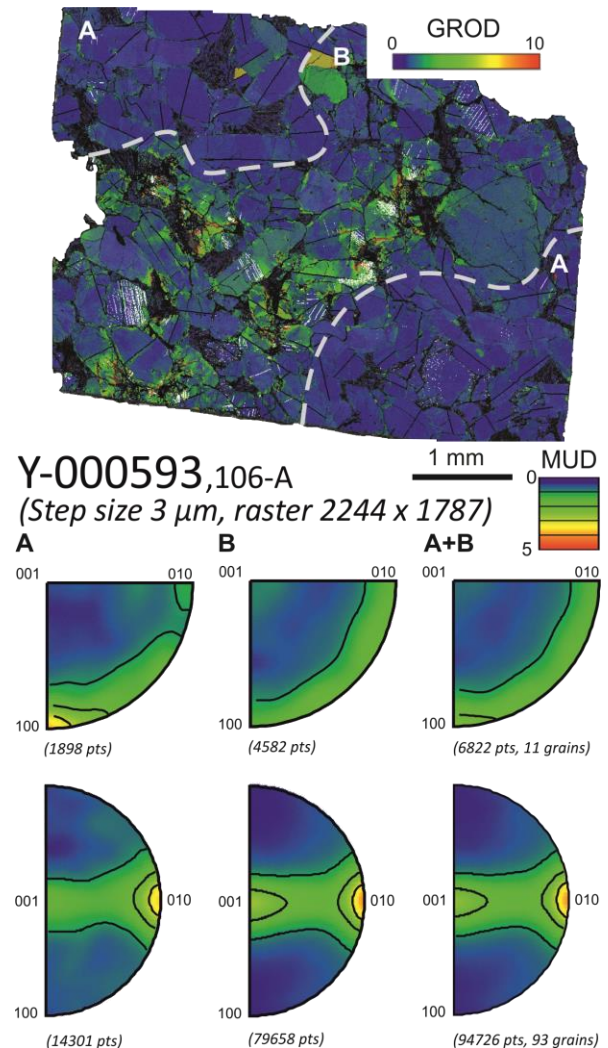 A
GROD
0 10
B
A
Y-000593,106-A
1 mm
(Step size 3 µm, raster 2244 x 1787)
MUD
0
5
A B A+B
001 010 001 010 001 010
100 100 100
(1898 pts) (4582 pts) (6822 pts, 11 grains)
001 010 001 010 001 010
100 100 100
(14301 pts) (79658 pts) (94726 pts, 93 grains)